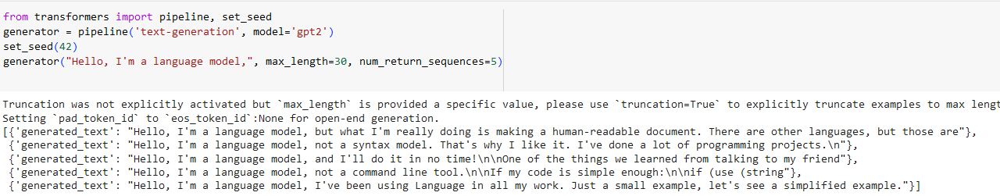 from transformers import pipeline, set_seed
generator = pipeline('text-generation', model='gpt2')
set_seed(42)
generator("Hello, I'm a language model,", max_length=30, num_return_sequences=5)
Truncation was not explicitly activated but `max_length` is provided a specific value, please use `truncation=True` to explicitly truncate examples to max lengt
Setting `pad_token_id` to `eos_token_id`:None for open-end generation.
[{'generated_text': "Hello, I'm a language model, but what I'm really doing is making a human-readable document. There are other languages, but those are"},
{'generated_text': "Hello, I'm a language model, not a syntax model. That's why I like it. I've done a lot of programming projects.\n"},
{'generated_text': "Hello, I'm a language model, and I'll do it in no time!\n\nOne of the things we learned from talking to my friend"},
{'generated_text': "Hello, I'm a language model, not a command line tool.\n\nIf my code is simple enough:\n\nif (use (string"},
{'generated_text': "Hello, I'm a language model, I've been using Language in all my work. Just a small example, let's see a simplified example."}]